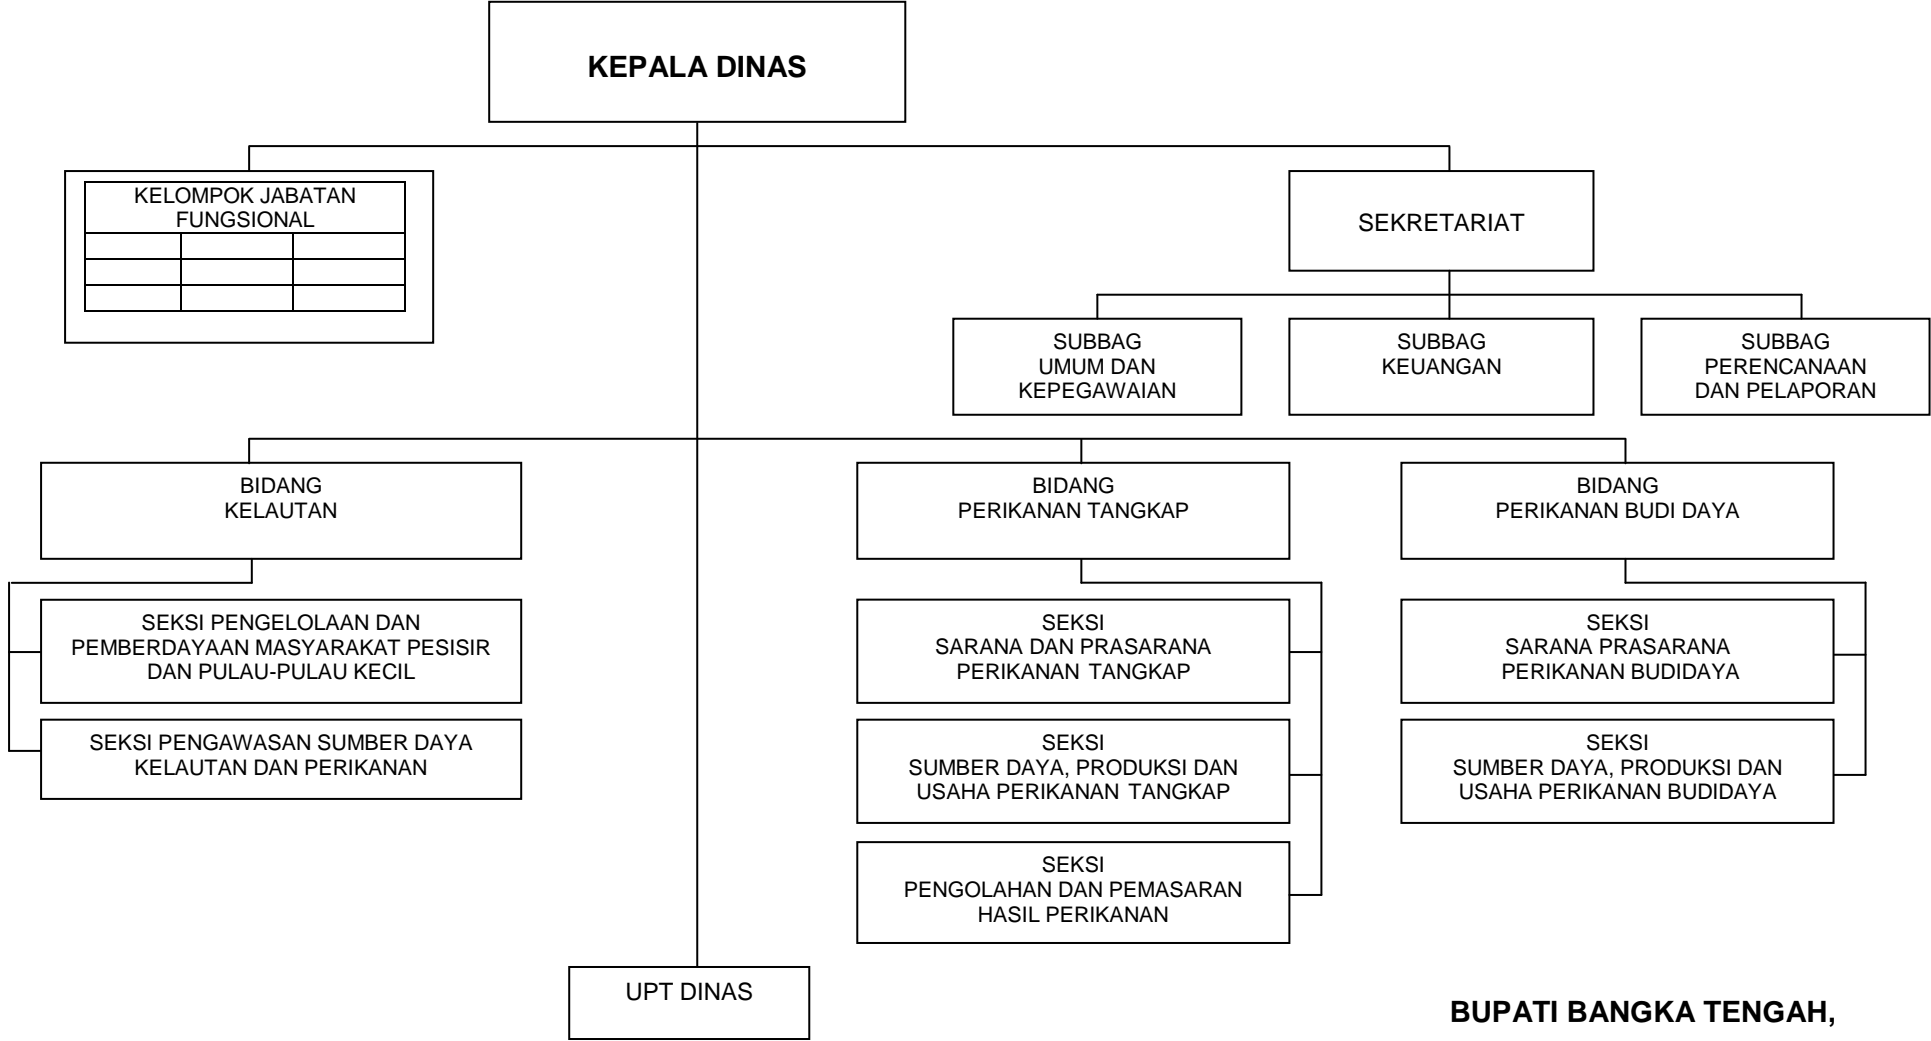 KEPALA DINAS
KELOMPOK JABATAN
FUNGSIONAL
SEKRETARIAT
SUBBAG
UMUM DAN
KEPEGAWAIAN
SUBBAG
KEUANGAN
SUBBAG
PERENCANAAN
DAN PELAPORAN
BIDANG
KELAUTAN
BIDANG
PERIKANAN TANGKAP
BIDANG
PERIKANAN BUDI DAYA
SEKSI PENGELOLAAN DAN
PEMBERDAYAAN MASYARAKAT PESISIR
DAN PULAU-PULAU KECIL
SEKSI
SARANA DAN PRASARANA
PERIKANAN TANGKAP
SEKSI
SARANA PRASARANA
PERIKANAN BUDIDAYA
SEKSI PENGAWASAN SUMBER DAYA
KELAUTAN DAN PERIKANAN
SEKSI
SUMBER DAYA, PRODUKSI DAN
USAHA PERIKANAN TANGKAP
SEKSI
SUMBER DAYA, PRODUKSI DAN
USAHA PERIKANAN BUDIDAYA
SEKSI
PENGOLAHAN DAN PEMASARAN
HASIL PERIKANAN
UPT DINAS
BUPATI BANGKA TENGAH,